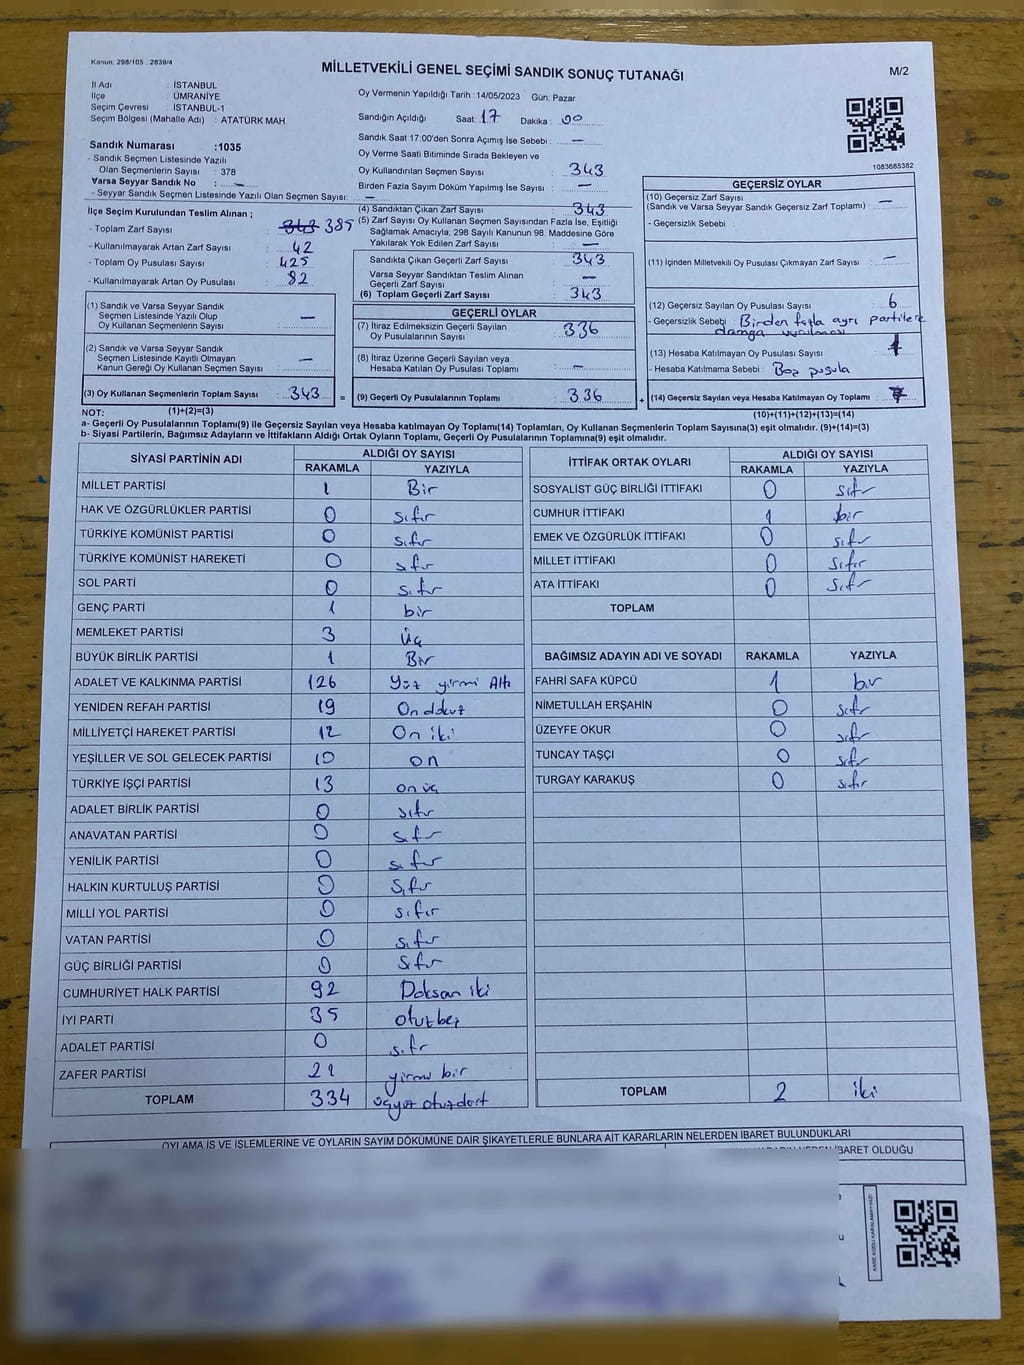 Kanun: 298/105 , 2839/4
MİLLETVEKİLİ GENEL SEÇİMİ SANDIK SONUÇ TUTANAĞI
M/2
İl Adı : İSTANBUL
İlçe : ÜMRANİYE
Seçim Çevresi : İSTANBUL-1
Seçim Bölgesi (Mahalle Adı) : ATATÜRK MAH.
Sandık Numarası :1035
- Sandık Seçmen Listesinde Yazılı
Olan Seçmenlerin Sayısı : 378
Varsa Seyyar Sandık No : —
- Seyyar Sandık Seçmen Listesinde Yazılı Olan Seçmen Sayısı: —
İlçe Seçim Kurulundan Teslim Alınan ;
- Toplam Zarf Sayısı : 343 385
- Kullanılmayarak Artan Zarf Sayısı : 42
- Toplam Oy Pusulası Sayısı : 425
- Kullanılmayarak Artan Oy Pusulası : 82
(1) Sandık ve Varsa Seyyar Sandık
Seçmen Listesinde Yazılı Olup
Oy Kullanan Seçmenlerin Sayısı : —
(2) Sandık ve Varsa Seyyar Sandık
Seçmen Listesinde Kayıtlı Olmayan
Kanun Gereği Oy Kullanan Seçmen Sayısı : —
(3) Oy Kullanan Seçmenlerin Toplam Sayısı : 343 =
Oy Vermenin Yapıldığı Tarih : 14/05/2023 Gün: Pazar
Sandığın Açıldığı Saat: 17 Dakika : 00
Sandık Saat 17:00'den Sonra Açımış İse Sebebi : —
Oy Verme Saati Bitiminde Sırada Bekleyen ve
Oy Kullandırılan Seçmen Sayısı : 343
Birden Fazla Sayım Döküm Yapılmış İse Sayısı : —
(4) Sandıktan Çıkan Zarf Sayısı : 343
(5) Zarf Sayısı Oy Kullanan Seçmen Sayısından Fazla İse, Eşitliği
Sağlamak Amacıyla; 298 Sayılı Kanunun 98. Maddesine Göre
Yakılarak Yok Edilen Zarf Sayısı : —
Sandıkta Çıkan Geçerli Zarf Sayısı : 343
Varsa Seyyar Sandıktan Teslim Alınan
Geçerli Zarf Sayısı : —
(6) Toplam Geçerli Zarf Sayısı : 343
GEÇERLİ OYLAR
(7) İtiraz Edilmeksizin Geçerli Sayılan
Oy Pusulalarının Sayısı : 336
(8) İtiraz Üzerine Geçerli Sayılan veya
Hesaba Katılan Oy Pusulası Toplamı : —
(9) Geçerli Oy Pusulalarının Toplamı : 336 +
1083685382
GEÇERSİZ OYLAR
(10) Geçersiz Zarf Sayısı
(Sandık ve Varsa Seyyar Sandık Geçersiz Zarf Toplamı) : —
- Geçersizlik Sebebi :
(11) İçinden Milletvekili Oy Pusulası Çıkmayan Zarf Sayısı : —
(12) Geçersiz Sayılan Oy Pusulası Sayısı : 6
- Geçersizlik Sebebi : Birden fazla ayrı partilere
damga vurulması
(13) Hesaba Katılmayan Oy Pusulası Sayısı : 1
- Hesaba Katılmama Sebebi : Boş pusula
(14) Geçersiz Sayılan veya Hesaba Katılmayan Oy Toplamı : 7
NOT: (1)+(2)=(3) (10)+(11)+(12)+(13)=(14)
a- Geçerli Oy Pusulalarının Toplamı(9) ile Geçersiz Sayılan veya Hesaba katılmayan Oy Toplamı(14) Toplamları, Oy Kullanan Seçmenlerin Toplam Sayısına(3) eşit olmalıdır. (9)+(14)=(3)
b- Siyasi Partilerin, Bağımsız Adayların ve İttifakların Aldığı Ortak Oyların Toplamı, Geçerli Oy Pusulalarının Toplamına(9) eşit olmalıdır.
SİYASİ PARTİNİN ADI ALDIĞI OY SAYISI
RAKAMLA YAZIYLA
MİLLET PARTİSİ 1 Bir
HAK VE ÖZGÜRLÜKLER PARTİSİ 0 sıfır
TÜRKİYE KOMÜNİST PARTİSİ 0 sıfır
TÜRKİYE KOMÜNİST HAREKETİ 0 sıfır
SOL PARTİ 0 sıfır
GENÇ PARTİ 1 bir
MEMLEKET PARTİSİ 3 üç
BÜYÜK BİRLİK PARTİSİ 1 Bir
ADALET VE KALKINMA PARTİSİ 126 Yüz yirmi Altı
YENİDEN REFAH PARTİSİ 19 On dokuz
MİLLİYETÇİ HAREKET PARTİSİ 12 On iki
YEŞİLLER VE SOL GELECEK PARTİSİ 10 on
TÜRKİYE İŞÇİ PARTİSİ 13 on üç
ADALET BİRLİK PARTİSİ 0 sıfır
ANAVATAN PARTİSİ 0 sıfır
YENİLİK PARTİSİ 0 sıfır
HALKIN KURTULUŞ PARTİSİ 0 sıfır
MİLLİ YOL PARTİSİ 0 sıfır
VATAN PARTİSİ 0 sıfır
GÜÇ BİRLİĞİ PARTİSİ 0 sıfır
CUMHURİYET HALK PARTİSİ 92 Doksan iki
İYİ PARTİ 35 otuzbeş
ADALET PARTİSİ 0 sıfır
ZAFER PARTİSİ 21 yirmi bir
TOPLAM 334 üçyüz otuzdört
İTTİFAK ORTAK OYLARI ALDIĞI OY SAYISI
RAKAMLA YAZIYLA
SOSYALİST GÜÇ BİRLİĞİ İTTİFAKI 0 sıfır
CUMHUR İTTİFAKI 1 bir
EMEK VE ÖZGÜRLÜK İTTİFAKI 0 sıfır
MİLLET İTTİFAKI 0 sıfır
ATA İTTİFAKI 0 sıfır
TOPLAM
BAĞIMSIZ ADAYIN ADI VE SOYADI RAKAMLA YAZIYLA
FAHRİ SAFA KÜPCÜ 1 bir
NİMETULLAH ERŞAHİN 0 sıfır
ÜZEYFE OKUR 0 sıfır
TUNCAY TAŞÇI 0 sıfır
TURGAY KARAKUŞ 0 sıfır
TOPLAM 2 iki
OYLAMA İŞ VE İŞLEMLERİNE VE OYLARIN SAYIM DÖKÜMÜNE DAİR ŞİKAYETLERLE BUNLARA AİT KARARLARIN NELERDEN İBARET BULUNDUKLARI
İBARET OLDUĞU
KARE KODU KARALAMAYINIZ!